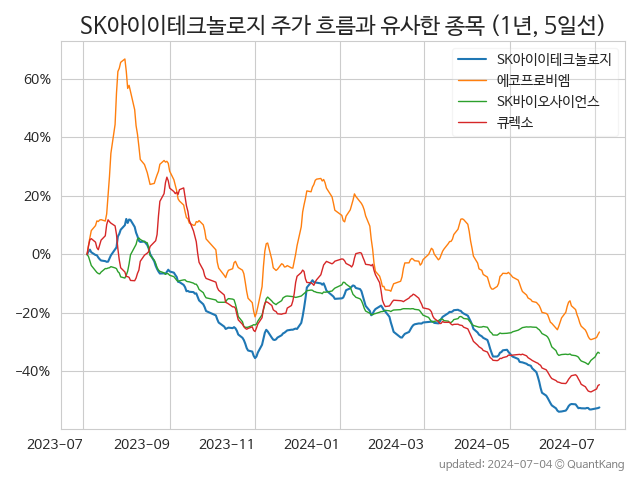 SK아이이테크놀로지 주가 흐름과 유사한 종목 (1년, 5일선)
SK아이이테크놀로지
에코프로비엠
SK바이오사이언스
큐렉소
60%
40%
20%
0%
−20%
−40%
2023-07
2023-09
2023-11
2024-01
2024-03
2024-05
2024-07
updated: 2024-07-04 © QuantKang